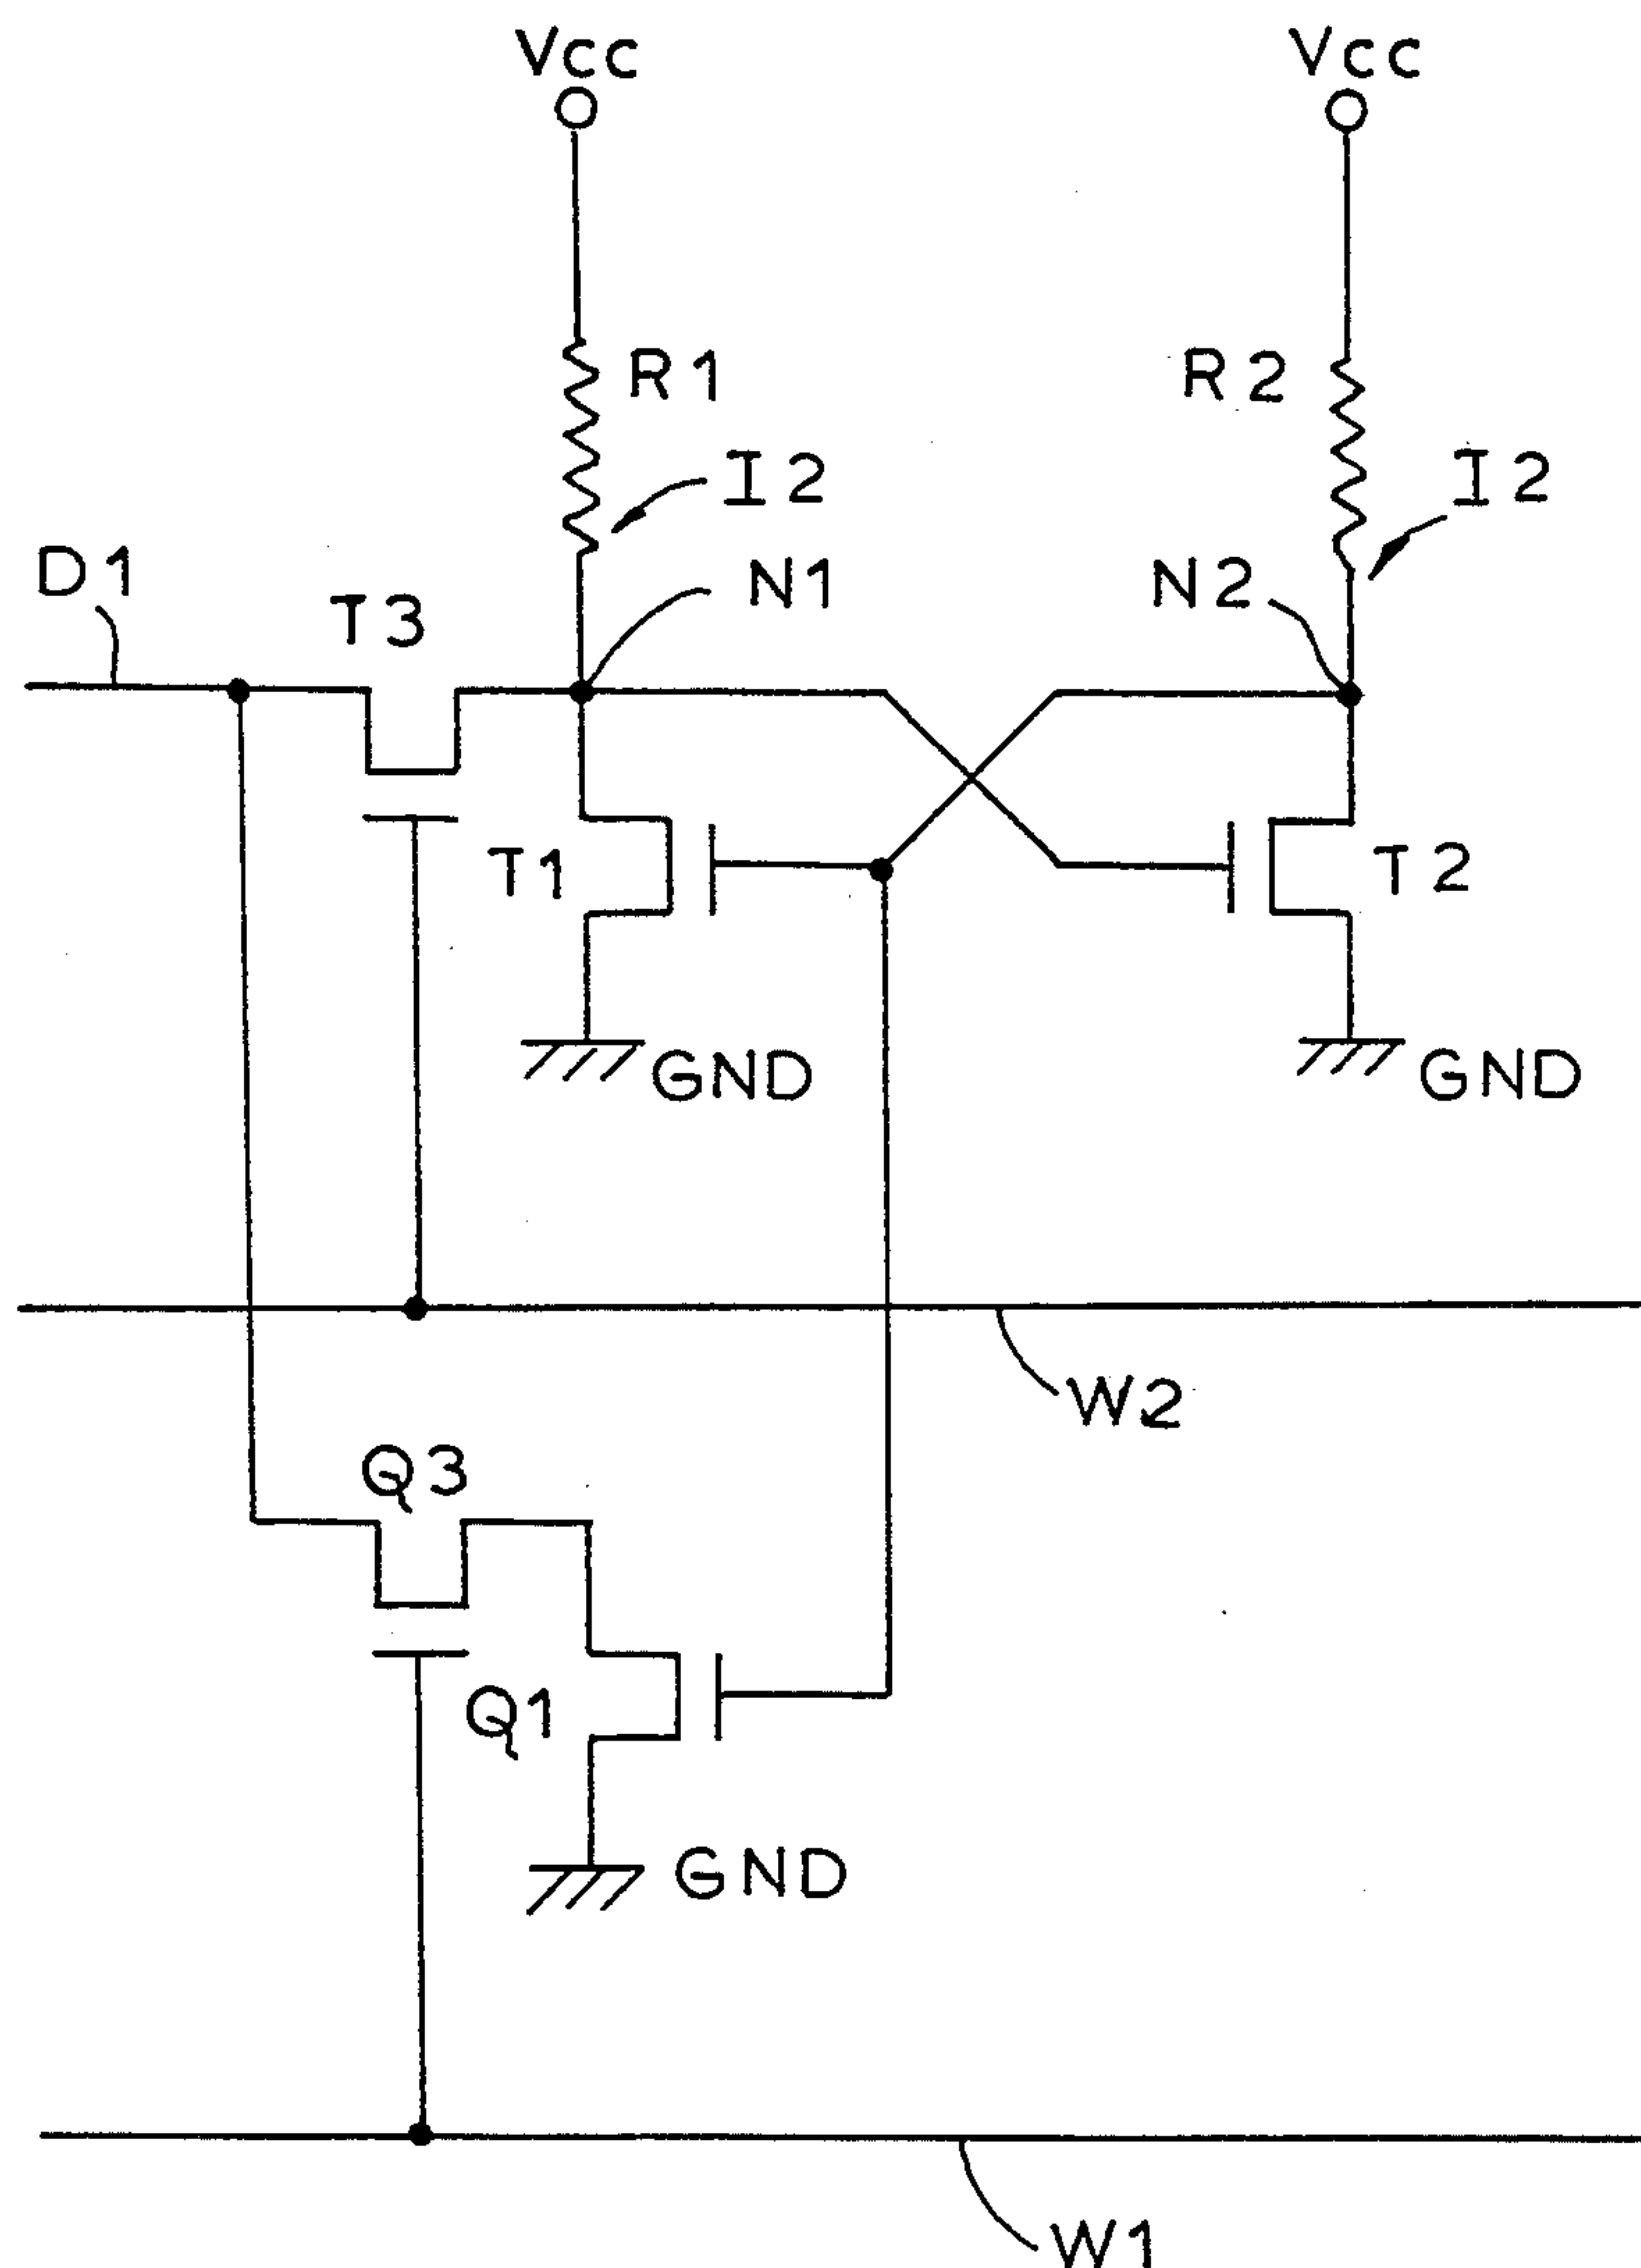 Vcc Vcc
R1 R2
I2 I2
D1 T3 N1 N2
T1 T2
GND GND
W2
Q3
Q1
GND
W1